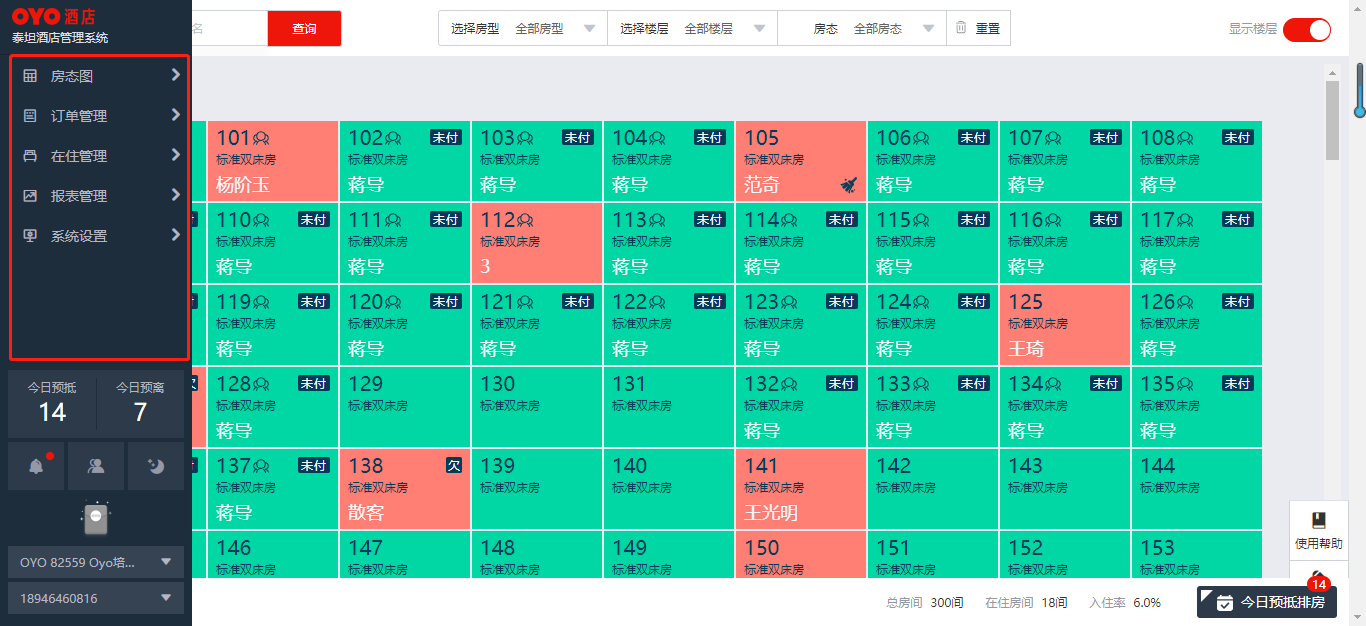 OYO 酒店
泰坦酒店管理系统
房态图
订单管理
在住管理
报表管理
系统设置
今日预抵 今日预离
14 7
OYO 82559 Oyo培...
18946460816
名 查询 选择房型 全部房型 选择楼层 全部楼层 房态 全部房态 重置 显示楼层
101 102 未付 103 未付 104 未付 105 106 未付 107 未付 108 未付
标准双床房 标准双床房 标准双床房 标准双床房 标准双床房 标准双床房 标准双床房 标准双床房
杨阶玉 蒋导 蒋导 蒋导 范奇 蒋导 蒋导 蒋导
110 未付 111 未付 112 113 未付 114 未付 115 未付 116 未付 117 未付
标准双床房 标准双床房 标准双床房 标准双床房 标准双床房 标准双床房 标准双床房 标准双床房
蒋导 蒋导 3 蒋导 蒋导 蒋导 蒋导 蒋导
119 未付 120 未付 121 未付 122 未付 123 未付 124 未付 125 126 未付
标准双床房 标准双床房 标准双床房 标准双床房 标准双床房 标准双床房 标准双床房 标准双床房
蒋导 蒋导 蒋导 蒋导 蒋导 蒋导 王琦 蒋导
128 未付 129 130 131 132 未付 133 未付 134 未付 135 未付
标准双床房 标准双床房 标准双床房 标准双床房 标准双床房 标准双床房 标准双床房 标准双床房
蒋导 蒋导 蒋导 蒋导 蒋导
137 未付 138 欠 139 140 141 142 143 144
标准双床房 标准双床房 标准双床房 标准双床房 标准双床房 标准双床房 标准双床房 标准双床房
蒋导 散客 王光明
146 147 148 149 150 151 152 153
标准双床房 标准双床房 标准双床房 标准双床房 标准双床房 标准双床房 标准双床房 标准双床房
使用帮助
总房间 300间 在住房间 18间 入住率 6.0%
14
今日预抵排房